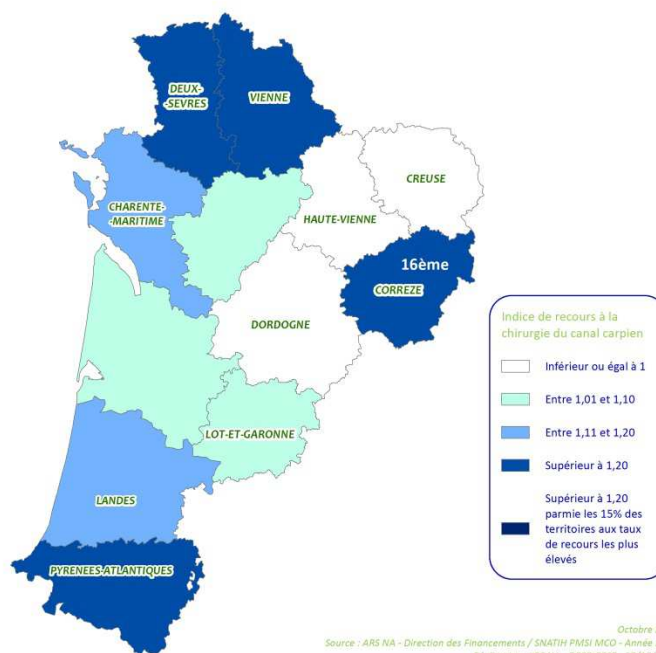 DEUX-
-SEVRES
VIENNE
CREUSE
CHARENTE-
-MARITIME
HAUTE-VIENNE
16ème
CORREZE
DORDOGNE
LOT-ET-GARONNE
LANDES
PYRENEES-ATLANTIQUES
Indice de recours à la
chirurgie du canal carpien
Inférieur ou égal à 1
Entre 1,01 et 1,10
Entre 1,11 et 1,20
Supérieur à 1,20
Supérieur à 1,20
parmie les 15% des
territoires aux taux
de recours les plus
élevés
Octobre
Source : ARS NA - Direction des Financements / SNATIH PMSI MCO - Année